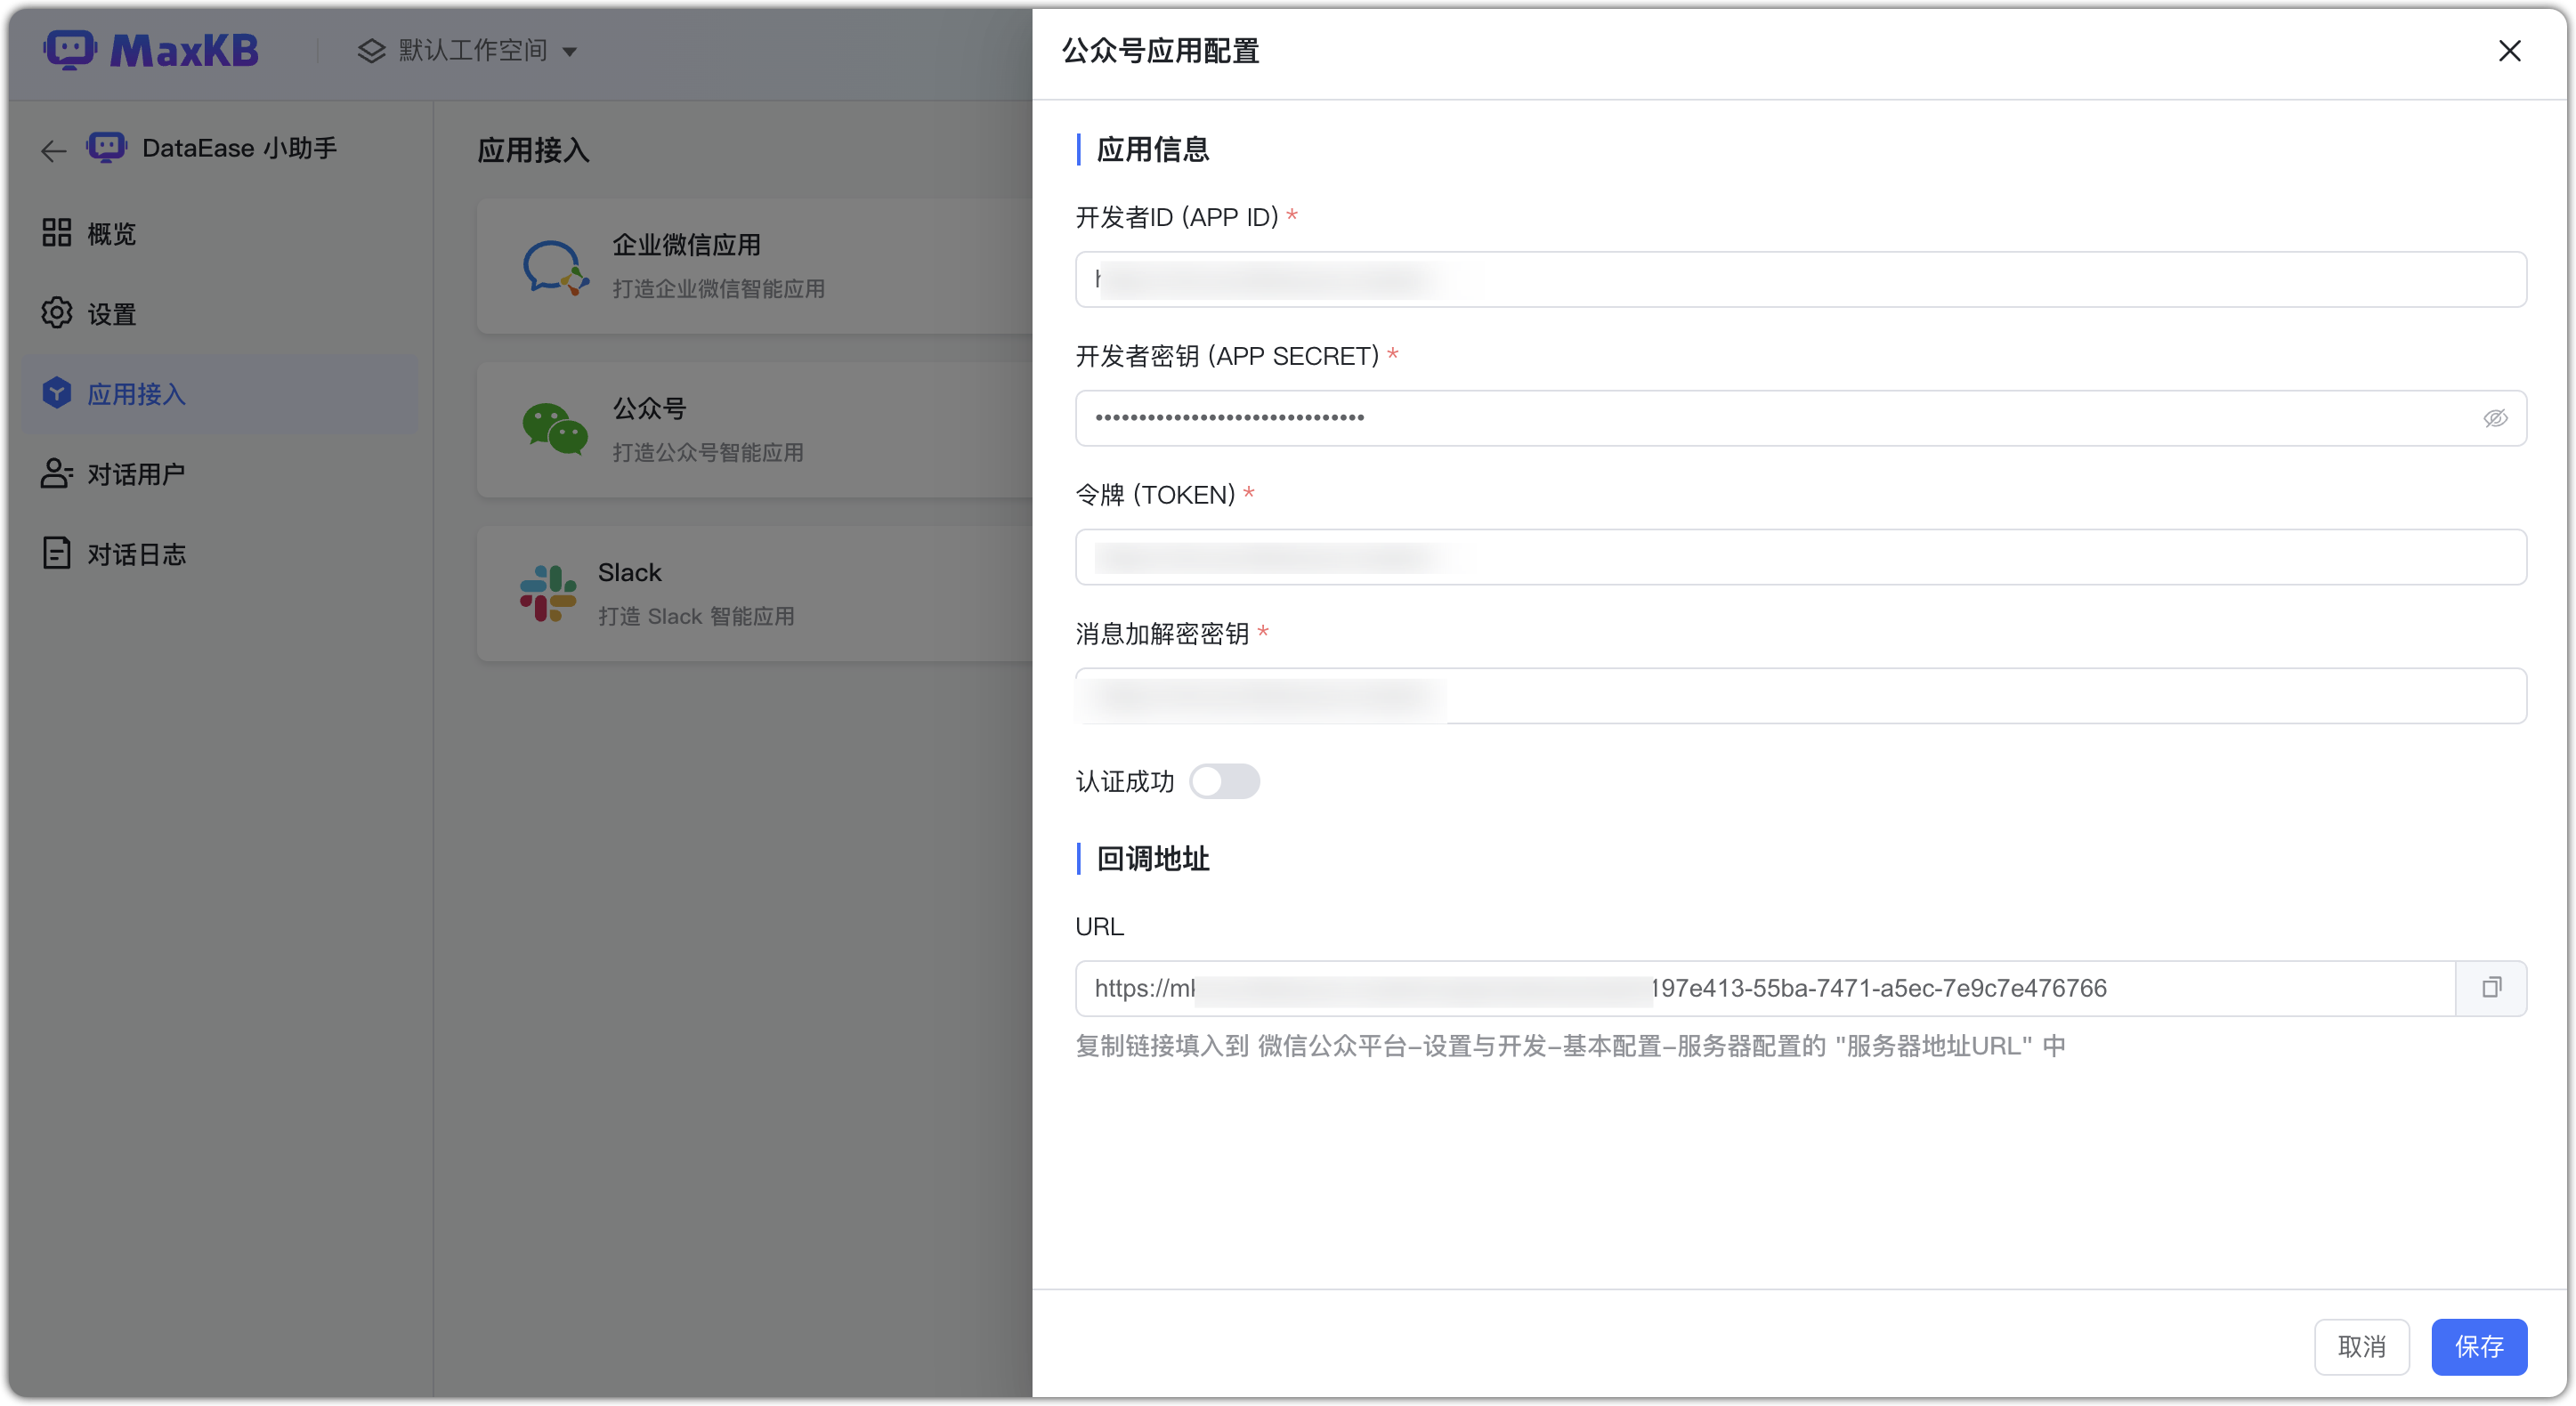 MaxKB
默认工作空间
DataEase 小助手
概览
设置
应用接入
对话用户
对话日志
应用接入
企业微信应用
打造企业微信智能应用
公众号
打造公众号智能应用
Slack
打造 Slack 智能应用
公众号应用配置
应用信息
开发者ID (APP ID) *
开发者密钥 (APP SECRET) *
••••••••••••••••••••••••••••••
令牌 (TOKEN) *
消息加解密密钥 *
认证成功
回调地址
URL
https://m 197e413-55ba-7471-a5ec-7e9c7e476766
复制链接填入到 微信公众平台-设置与开发-基本配置-服务器配置的 "服务器地址URL" 中
取消
保存